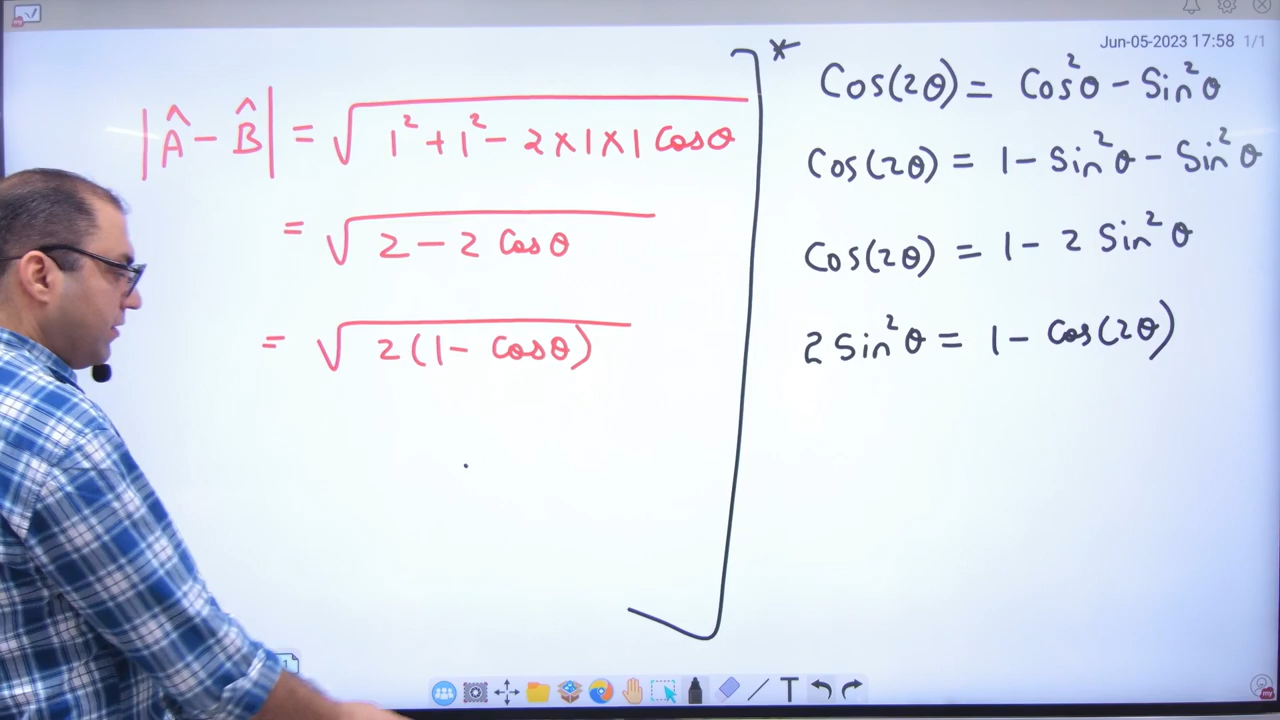 Jun-05-2023 17:58 1/1
|Â - B̂| = √(1² + 1² - 2×1×1 Cosθ)
= √(2 - 2 Cosθ)
= √(2(1 - Cosθ))
*
Cos(2θ) = Cos²θ - Sin²θ
Cos(2θ) = 1 - Sin²θ - Sin²θ
Cos(2θ) = 1 - 2 Sin²θ
2 Sin²θ = 1 - Cos(2θ)
1
T
my